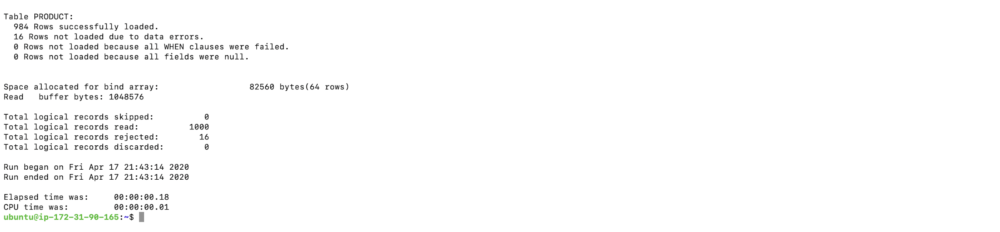 Table PRODUCT:
  984 Rows successfully loaded.
  16 Rows not loaded due to data errors.
  0 Rows not loaded because all WHEN clauses were failed.
  0 Rows not loaded because all fields were null.
Space allocated for bind array:                  82560 bytes(64 rows)
Read   buffer bytes: 1048576
Total logical records skipped:          0
Total logical records read:          1000
Total logical records rejected:        16
Total logical records discarded:        0
Run began on Fri Apr 17 21:43:14 2020
Run ended on Fri Apr 17 21:43:14 2020
Elapsed time was:     00:00:00.18
CPU time was:         00:00:00.01
ubuntu@ip-172-31-90-165:~$